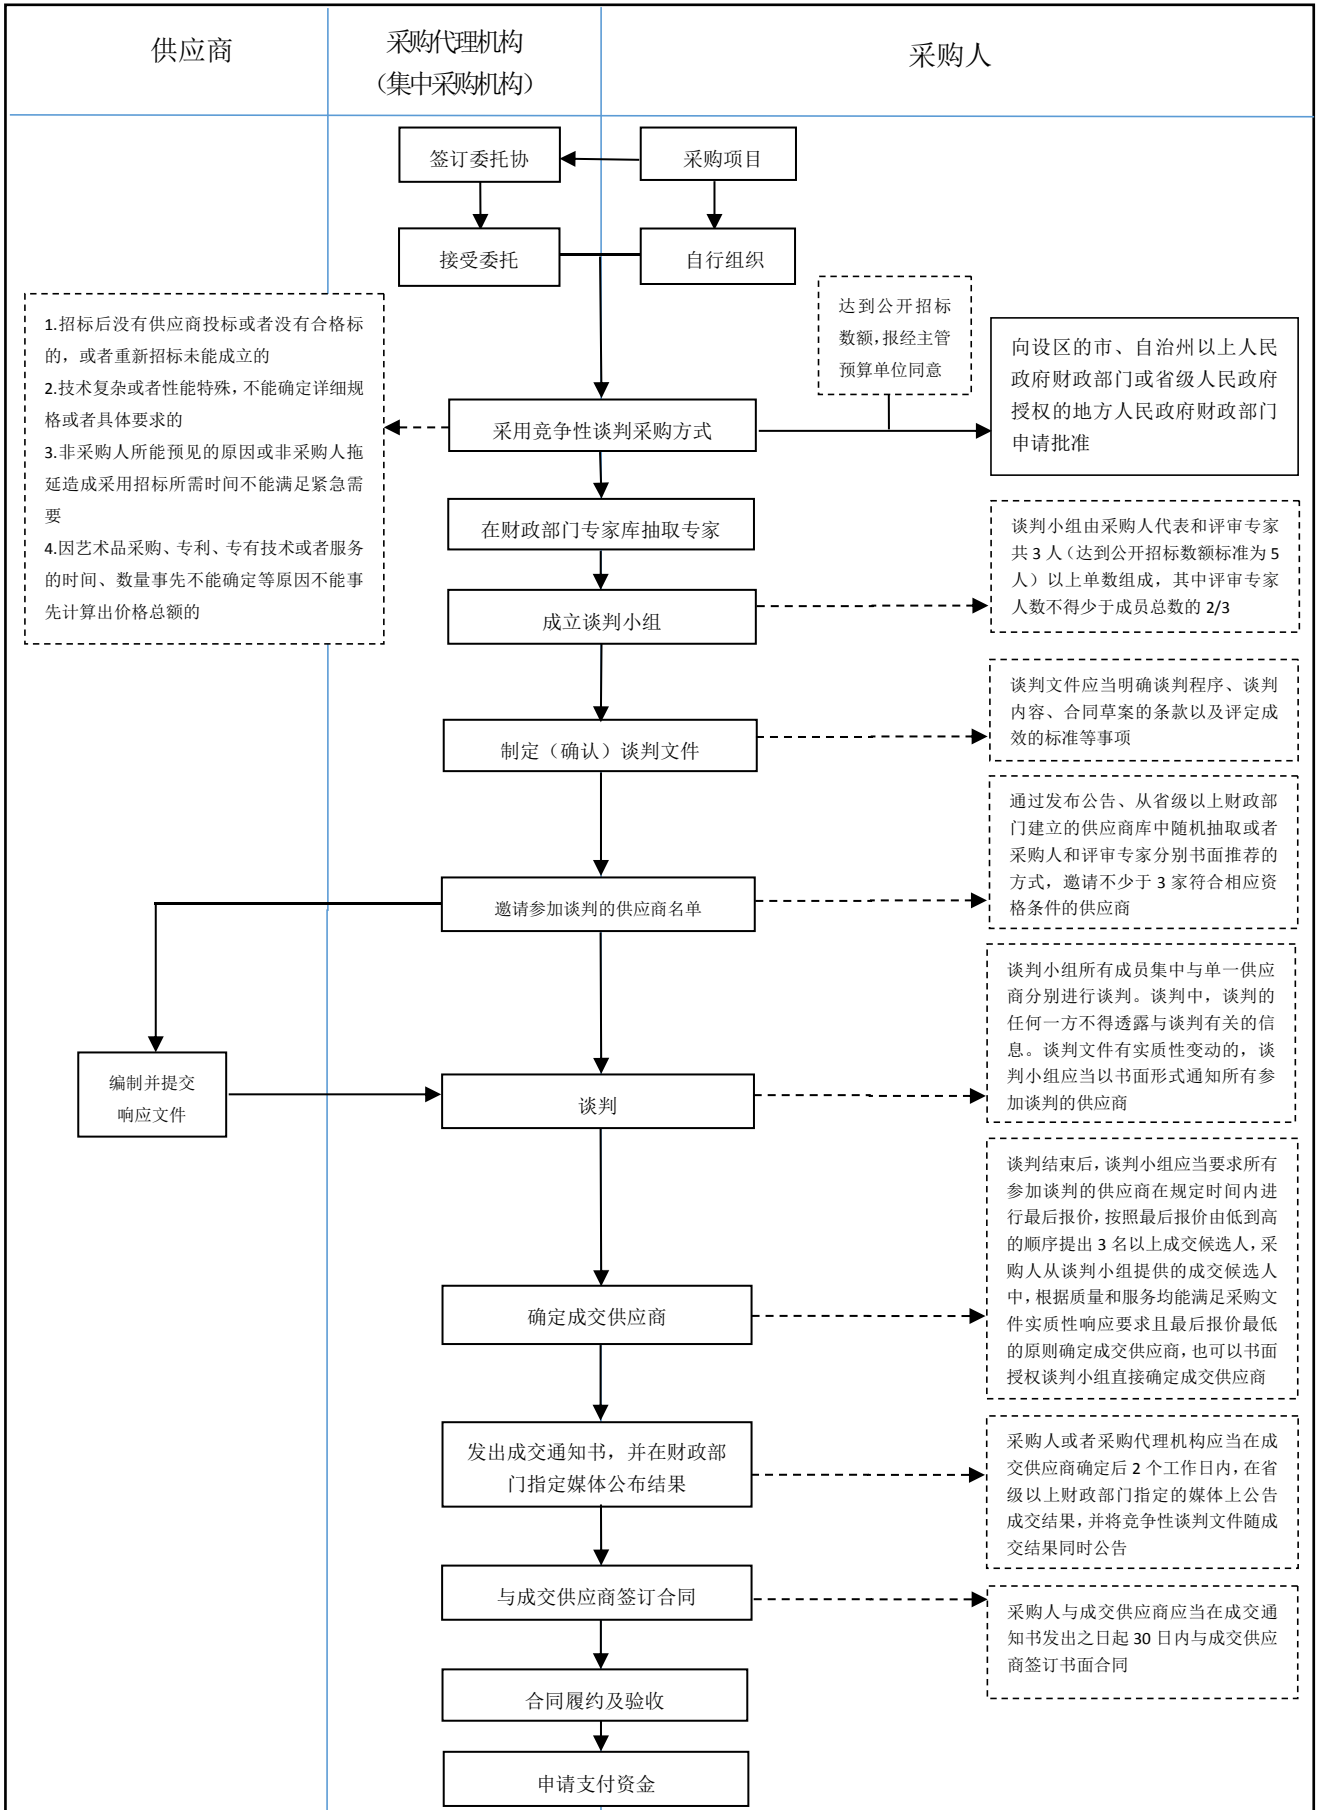 供应商
采购代理机构
（集中采购机构）
采购人
签订委托协
采购项目
接受委托
自行组织
达到公开招标
数额，报经主管
预算单位同意
1.招标后没有供应商投标或者没有合格标
的，或者重新招标未能成立的
2.技术复杂或者性能特殊，不能确定详细规
格或者具体要求的
3.非采购人所能预见的原因或非采购人拖
延造成采用招标所需时间不能满足紧急需
要
4.因艺术品采购、专利、专有技术或者服务
的时间、数量事先不能确定等原因不能事
先计算出价格总额的
向设区的市、自治州以上人民
政府财政部门或省级人民政府
授权的地方人民政府财政部门
申请批准
采用竞争性谈判采购方式
在财政部门专家库抽取专家
谈判小组由采购人代表和评审专家
共 3 人（达到公开招标数额标准为 5
人）以上单数组成，其中评审专家
人数不得少于成员总数的 2/3
成立谈判小组
谈判文件应当明确谈判程序、谈判
内容、合同草案的条款以及评定成
效的标准等事项
制定（确认）谈判文件
通过发布公告、从省级以上财政部
门建立的供应商库中随机抽取或者
采购人和评审专家分别书面推荐的
方式，邀请不少于 3 家符合相应资
格条件的供应商
邀请参加谈判的供应商名单
谈判小组所有成员集中与单一供应
商分别进行谈判。谈判中，谈判的
任何一方不得透露与谈判有关的信
息。谈判文件有实质性变动的，谈
判小组应当以书面形式通知所有参
加谈判的供应商
编制并提交
响应文件
谈判
谈判结束后，谈判小组应当要求所有
参加谈判的供应商在规定时间内进
行最后报价，按照最后报价由低到高
的顺序提出 3 名以上成交候选人，采
购人从谈判小组提供的成交候选人
中，根据质量和服务均能满足采购文
件实质性响应要求且最后报价最低
的原则确定成交供应商，也可以书面
授权谈判小组直接确定成交供应商
确定成交供应商
发出成交通知书，并在财政部
门指定媒体公布结果
采购人或者采购代理机构应当在成
交供应商确定后 2 个工作日内，在省
级以上财政部门指定的媒体上公告
成交结果，并将竞争性谈判文件随成
交结果同时公告
与成交供应商签订合同
采购人与成交供应商应当在成交通
知书发出之日起 30 日内与成交供应
商签订书面合同
合同履约及验收
申请支付资金